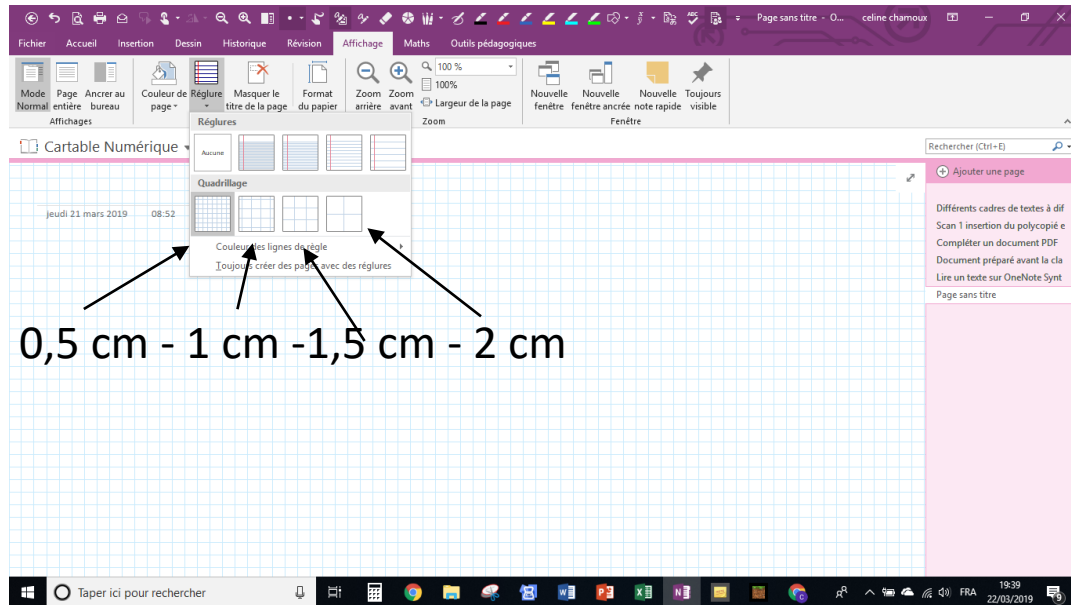 Page sans titre - O... celine chamoux
Fichier Accueil Insertion Dessin Historique Révision Affichage Maths Outils pédagogiques
Mode Normal
Page entière
Ancrer au bureau
Affichages
Couleur de page
Réglure
Masquer le titre de la page
Format du papier
Zoom arrière
Zoom avant
100 %
100%
Largeur de la page
Zoom
Nouvelle fenêtre
Nouvelle fenêtre ancrée
Nouvelle note rapide
Toujours visible
Fenêtre
Cartable Numérique
Réglures
Aucune
Quadrillage
Couleur des lignes de règle
Toujours créer des pages avec des réglures
jeudi 21 mars 2019 08:52
0,5 cm - 1 cm -1,5 cm - 2 cm
Rechercher (Ctrl+E)
Ajouter une page
Différents cadres de textes à dif
Scan 1 insertion du polycopié e
Compléter un document PDF
Document préparé avant la cla
Lire un texte sur OneNote Synt
Page sans titre
Taper ici pour rechercher
FRA
19:39
22/03/2019